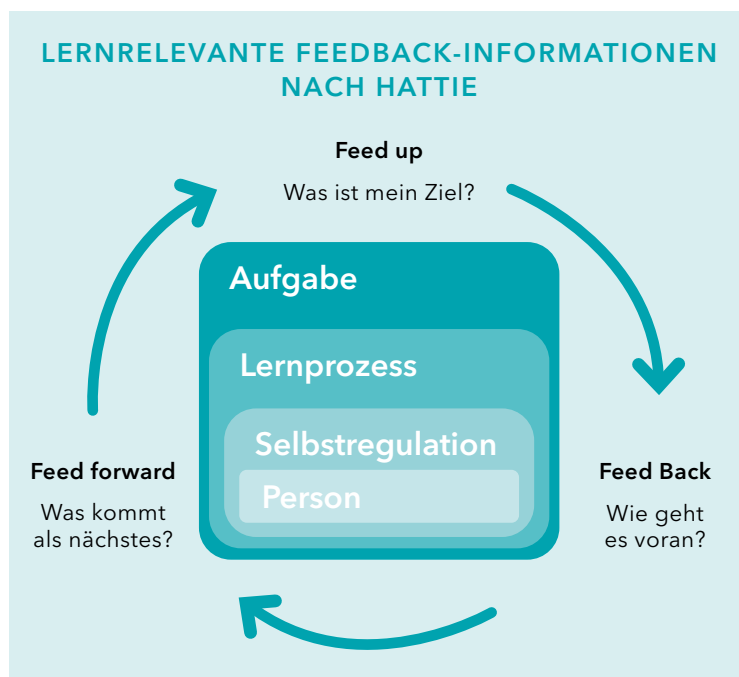 LERNRELEVANTE FEEDBACK-INFORMATIONEN
NACH HATTIE
Feed up
Was ist mein Ziel?
Aufgabe
Lernprozess
Selbstregulation
Person
Feed Back
Wie geht
es voran?
Feed forward
Was kommt
als nächstes?